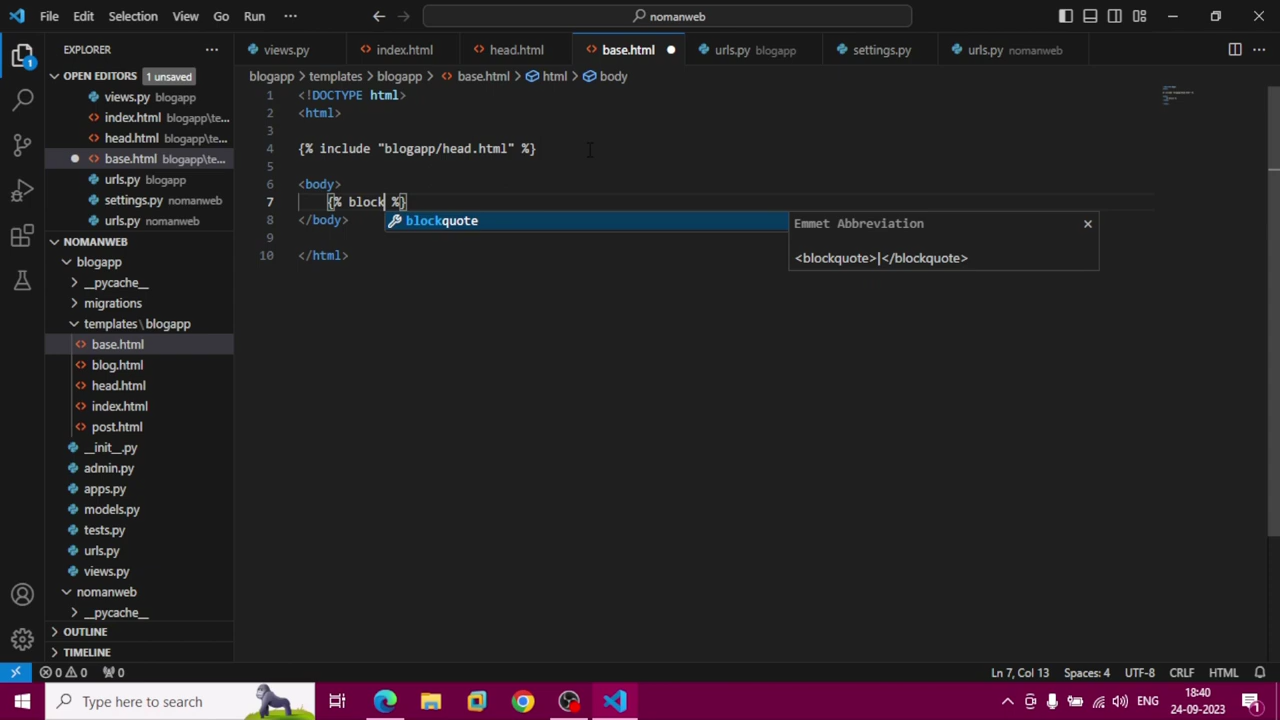 File Edit Selection View Go Run ··· nomanweb
EXPLORER ···
OPEN EDITORS 1 unsaved
views.py blogapp
index.html blogapp\te...
head.html blogapp\te...
base.html blogapp\te...
urls.py blogapp
settings.py nomanweb
urls.py nomanweb
NOMANWEB
blogapp
__pycache__
migrations
templates\blogapp
base.html
blog.html
head.html
index.html
post.html
__init__.py
admin.py
apps.py
models.py
tests.py
urls.py
views.py
nomanweb
__pycache__
OUTLINE
TIMELINE
views.py index.html head.html base.html urls.py blogapp settings.py urls.py nomanweb
blogapp > templates > blogapp > base.html > html > body
1 <!DOCTYPE html>
2 <html>
3
4 {% include "blogapp/head.html" %}
5
6 <body>
7 {% block %}
8 </body>
9
10 </html>
blockquote
Emmet Abbreviation
<blockquote>|</blockquote>
0 0 0 Ln 7, Col 13 Spaces: 4 UTF-8 CRLF HTML
Type here to search
ENG
18:40
24-09-2023
1
1